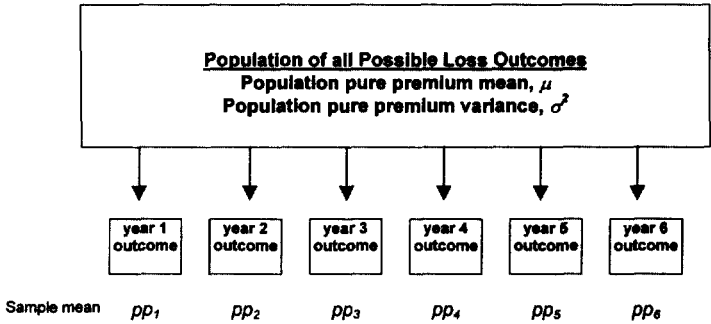 Population of all Possible Loss Outcomes
Population pure premium mean, μ
Population pure premium variance, σ²
year 1 year 2 year 3 year 4 year 5 year 6
outcome outcome outcome outcome outcome outcome
Sample mean pp₁ pp₂ pp₃ pp₄ pp₅ pp₆